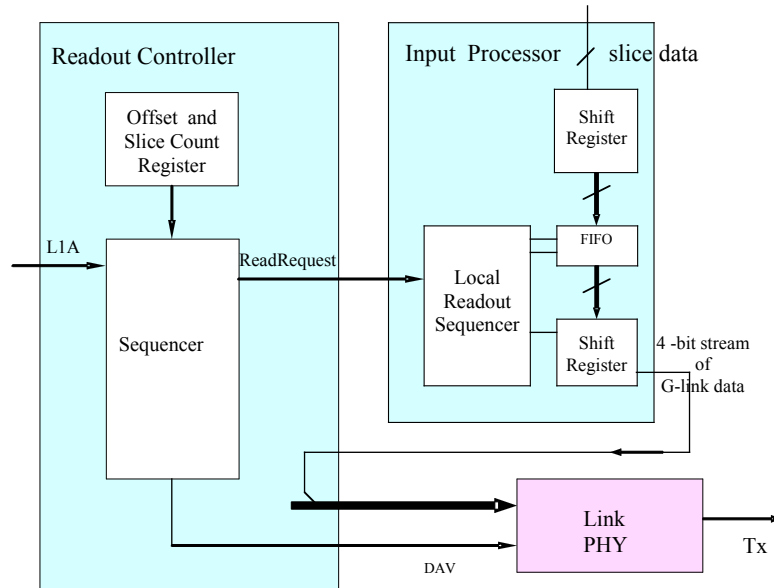 Readout Controller
Offset and
Slice Count
Register
L1A
Sequencer
ReadRequest
Input Processor
slice data
Shift
Register
FIFO
Local
Readout
Sequencer
Shift
Register
4 -bit stream
of
G-link data
Link
PHY
DAV
Tx